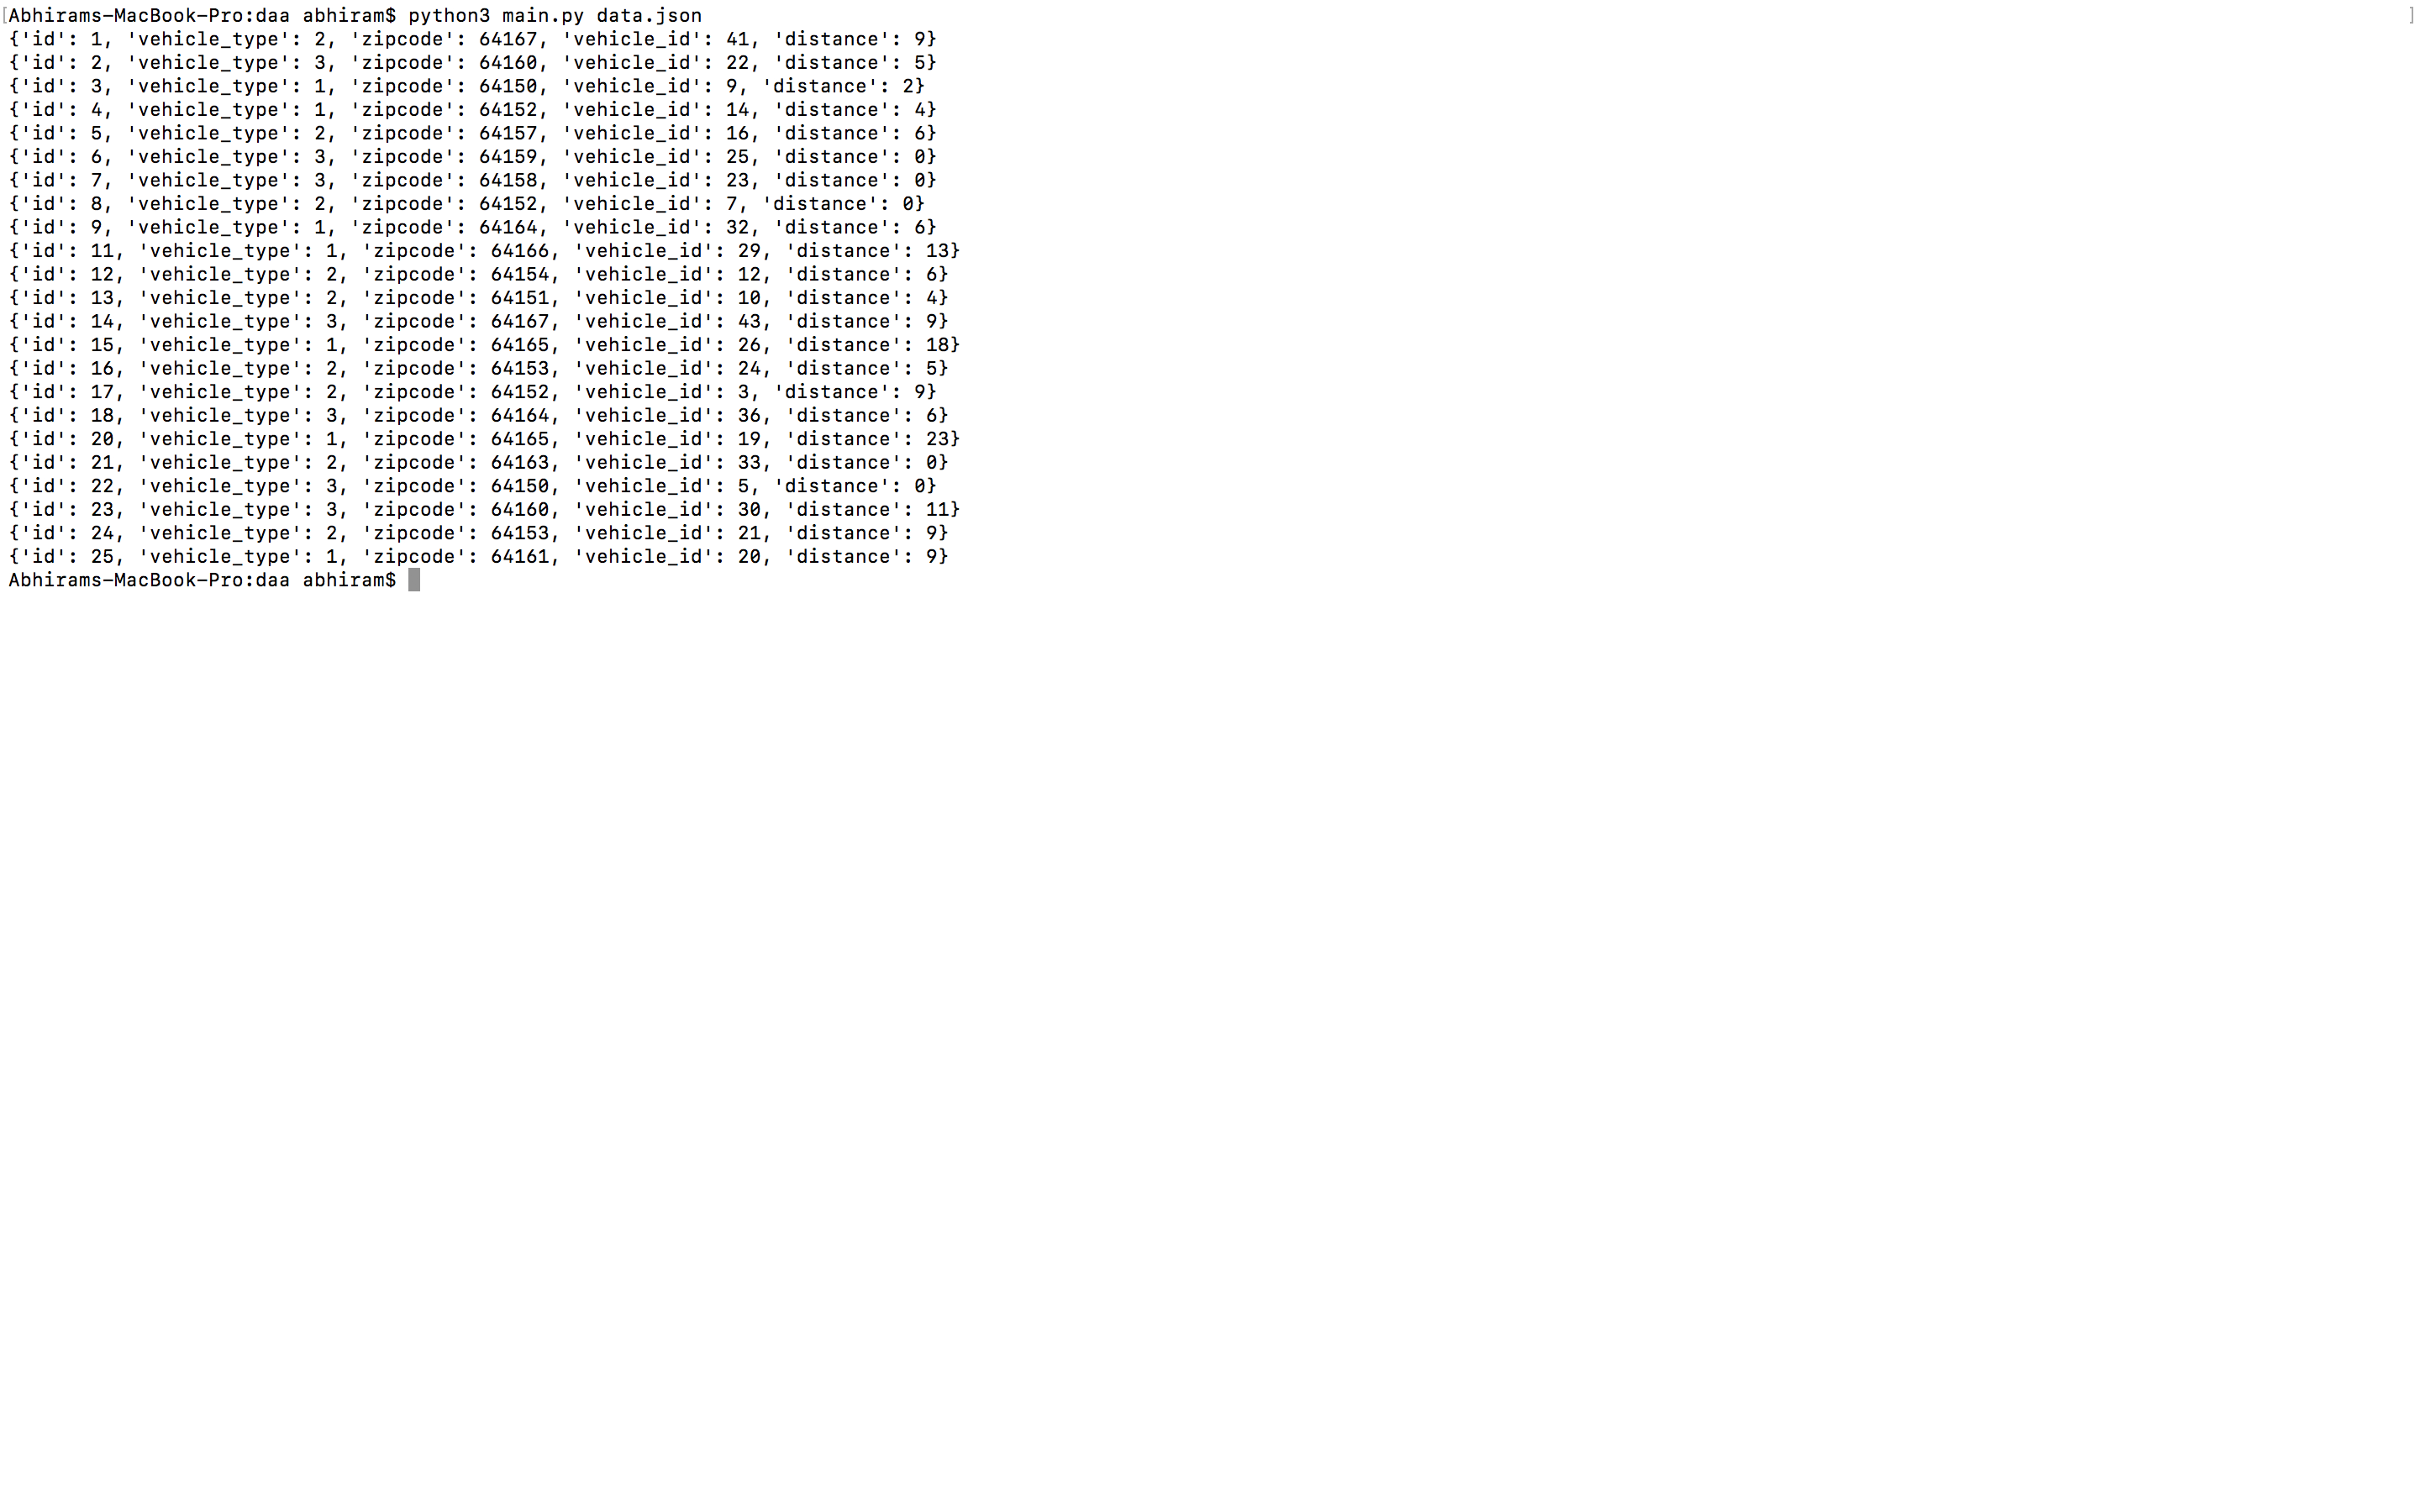 [Abhirams-MacBook-Pro:daa abhiram$ python3 main.py data.json ]
{'id': 1, 'vehicle_type': 2, 'zipcode': 64167, 'vehicle_id': 41, 'distance': 9}
{'id': 2, 'vehicle_type': 3, 'zipcode': 64160, 'vehicle_id': 22, 'distance': 5}
{'id': 3, 'vehicle_type': 1, 'zipcode': 64150, 'vehicle_id': 9, 'distance': 2}
{'id': 4, 'vehicle_type': 1, 'zipcode': 64152, 'vehicle_id': 14, 'distance': 4}
{'id': 5, 'vehicle_type': 2, 'zipcode': 64157, 'vehicle_id': 16, 'distance': 6}
{'id': 6, 'vehicle_type': 3, 'zipcode': 64159, 'vehicle_id': 25, 'distance': 0}
{'id': 7, 'vehicle_type': 3, 'zipcode': 64158, 'vehicle_id': 23, 'distance': 0}
{'id': 8, 'vehicle_type': 2, 'zipcode': 64152, 'vehicle_id': 7, 'distance': 0}
{'id': 9, 'vehicle_type': 1, 'zipcode': 64164, 'vehicle_id': 32, 'distance': 6}
{'id': 11, 'vehicle_type': 1, 'zipcode': 64166, 'vehicle_id': 29, 'distance': 13}
{'id': 12, 'vehicle_type': 2, 'zipcode': 64154, 'vehicle_id': 12, 'distance': 6}
{'id': 13, 'vehicle_type': 2, 'zipcode': 64151, 'vehicle_id': 10, 'distance': 4}
{'id': 14, 'vehicle_type': 3, 'zipcode': 64167, 'vehicle_id': 43, 'distance': 9}
{'id': 15, 'vehicle_type': 1, 'zipcode': 64165, 'vehicle_id': 26, 'distance': 18}
{'id': 16, 'vehicle_type': 2, 'zipcode': 64153, 'vehicle_id': 24, 'distance': 5}
{'id': 17, 'vehicle_type': 2, 'zipcode': 64152, 'vehicle_id': 3, 'distance': 9}
{'id': 18, 'vehicle_type': 3, 'zipcode': 64164, 'vehicle_id': 36, 'distance': 6}
{'id': 20, 'vehicle_type': 1, 'zipcode': 64165, 'vehicle_id': 19, 'distance': 23}
{'id': 21, 'vehicle_type': 2, 'zipcode': 64163, 'vehicle_id': 33, 'distance': 0}
{'id': 22, 'vehicle_type': 3, 'zipcode': 64150, 'vehicle_id': 5, 'distance': 0}
{'id': 23, 'vehicle_type': 3, 'zipcode': 64160, 'vehicle_id': 30, 'distance': 11}
{'id': 24, 'vehicle_type': 2, 'zipcode': 64153, 'vehicle_id': 21, 'distance': 9}
{'id': 25, 'vehicle_type': 1, 'zipcode': 64161, 'vehicle_id': 20, 'distance': 9}
Abhirams-MacBook-Pro:daa abhiram$